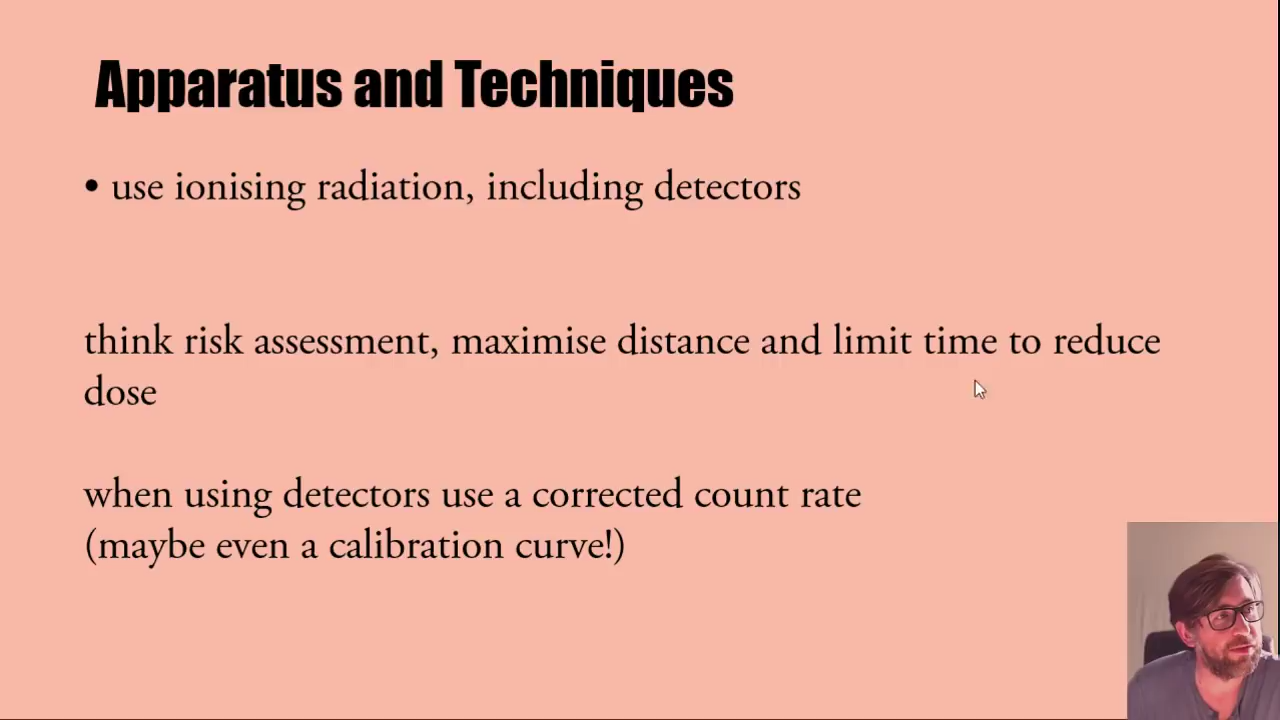 Apparatus and Techniques
• use ionising radiation, including detectors
think risk assessment, maximise distance and limit time to reduce
dose
when using detectors use a corrected count rate
(maybe even a calibration curve!)